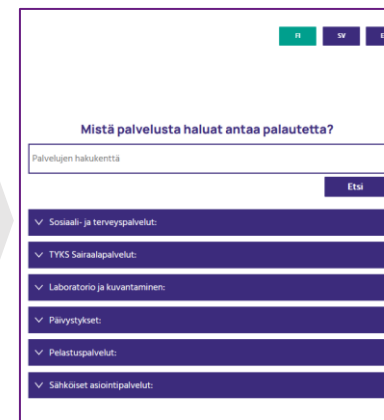 FI SV
Mistä palvelusta haluat antaa palautetta?
Palvelujen hakukenttä
Etsi
Sosiaali- ja terveyspalvelut:
TYKS Sairaalapalvelut:
Laboratorio ja kuvantaminen:
Päivystykset:
Pelastuspalvelut:
Sähköiset asiointipalvelut: